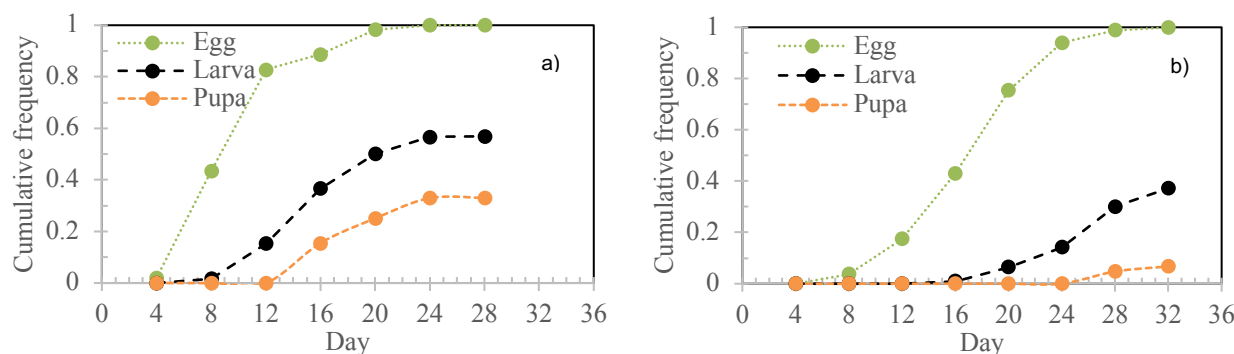 1
0.8
0.6
0.4
0.2
0
Cumulative frequency
Egg
Larva
Pupa
a)
0 4 8 12 16 20 24 28 32 36
Day
1
0.8
0.6
0.4
0.2
0
Cumulative frequency
Egg
Larva
Pupa
b)
0 4 8 12 16 20 24 28 32 36
Day